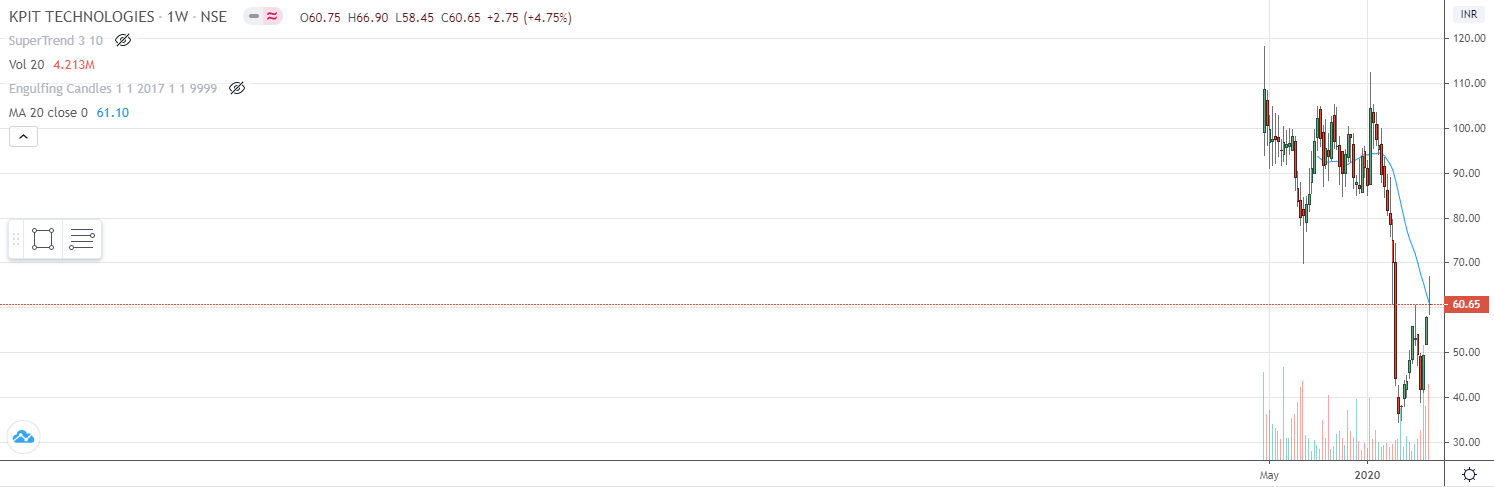 KPIT TECHNOLOGIES · 1W · NSE O60.75 H66.90 L58.45 C60.65 +2.75 (+4.75%)
SuperTrend 3 10
Vol 20 4.213M
Engulfing Candles 1 1 2017 1 1 9999
MA 20 close 0 61.10
INR
120.00
110.00
100.00
90.00
80.00
70.00
60.65
50.00
40.00
30.00
May 2020